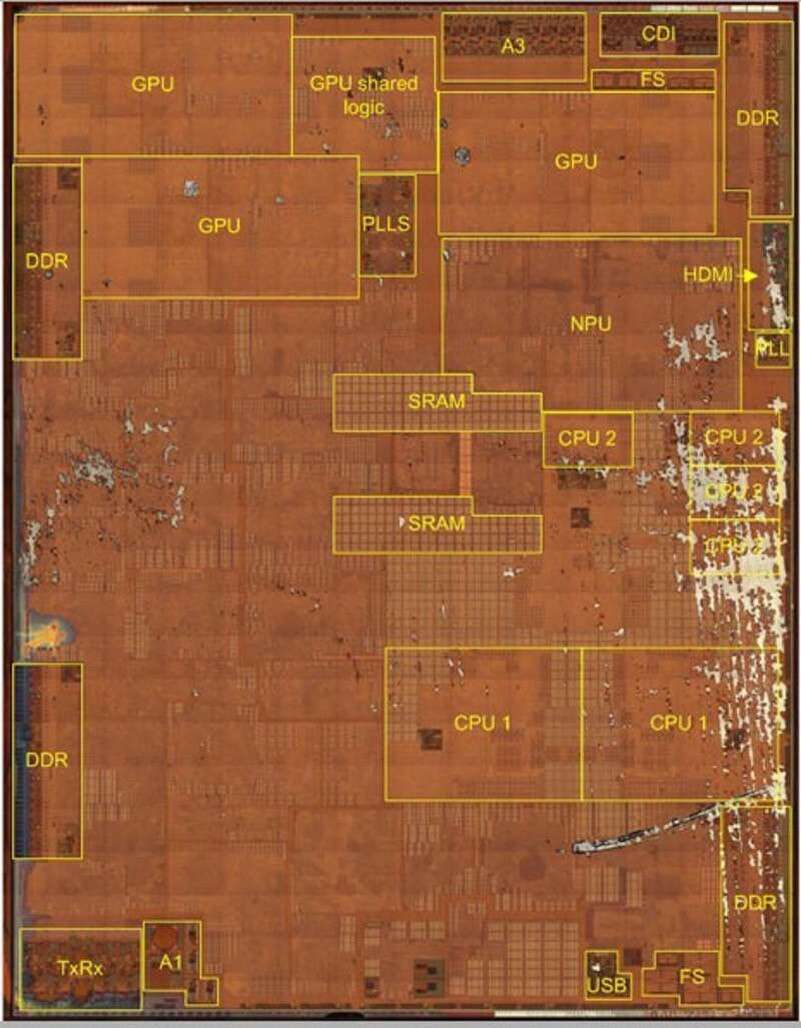 A3
CDI
FS
GPU
GPU shared
logic
DDR
GPU
GPU
PLLS
DDR
HDMI
NPU
PLL
SRAM
CPU 2
CPU 2
CPU 2
SRAM
CPU 2
CPU 1
CPU 1
DDR
DDR
TxRx
A1
USB
FS